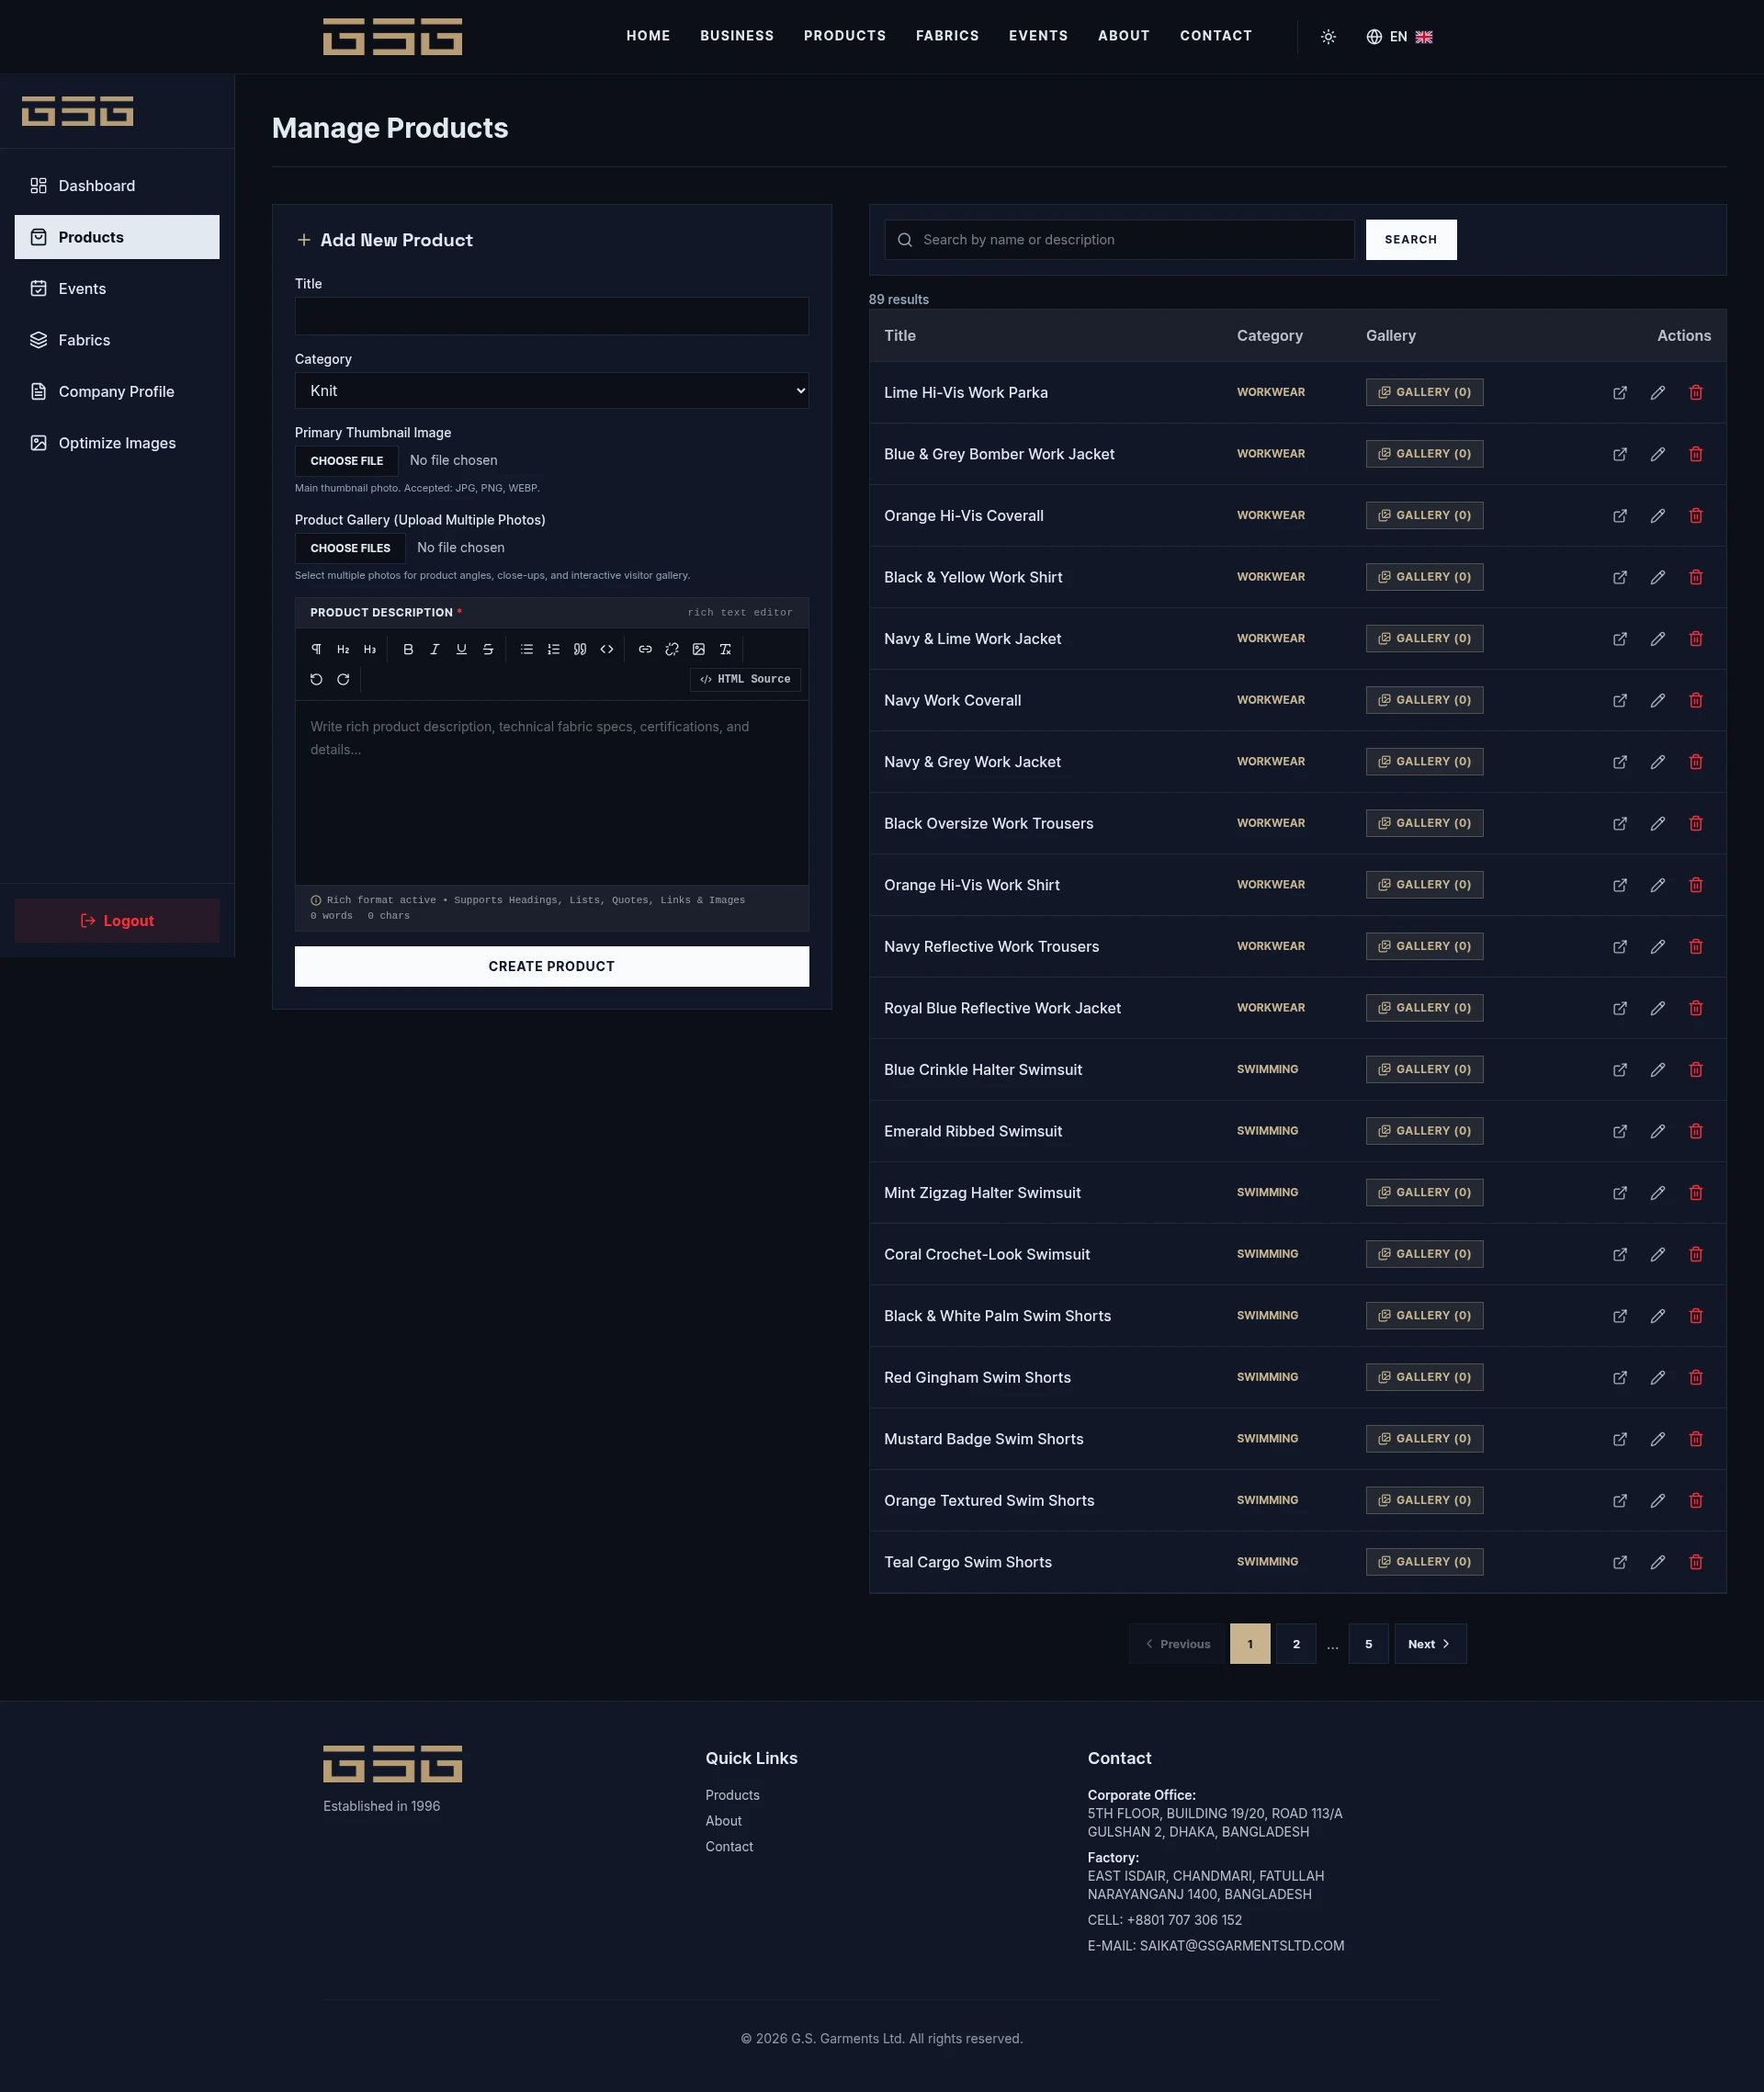 GSG
HOME BUSINESS PRODUCTS FABRICS EVENTS ABOUT CONTACT EN
GSG
Dashboard
Products
Events
Fabrics
Company Profile
Optimize Images
Logout
Manage Products
Add New Product
Title
Category
Knit
Primary Thumbnail Image
CHOOSE FILE No file chosen
Main thumbnail photo. Accepted: JPG, PNG, WEBP.
Product Gallery (Upload Multiple Photos)
CHOOSE FILES No file chosen
Select multiple photos for product angles, close-ups, and interactive visitor gallery.
PRODUCT DESCRIPTION * rich text editor
H2 H3 B I U S
HTML Source
Write rich product description, technical fabric specs, certifications, and
details...
Rich format active • Supports Headings, Lists, Quotes, Links & Images
0 words 0 chars
CREATE PRODUCT
Search by name or description SEARCH
89 results
Title Category Gallery Actions
Lime Hi-Vis Work Parka WORKWEAR GALLERY (0)
Blue & Grey Bomber Work Jacket WORKWEAR GALLERY (0)
Orange Hi-Vis Coverall WORKWEAR GALLERY (0)
Black & Yellow Work Shirt WORKWEAR GALLERY (0)
Navy & Lime Work Jacket WORKWEAR GALLERY (0)
Navy Work Coverall WORKWEAR GALLERY (0)
Navy & Grey Work Jacket WORKWEAR GALLERY (0)
Black Oversize Work Trousers WORKWEAR GALLERY (0)
Orange Hi-Vis Work Shirt WORKWEAR GALLERY (0)
Navy Reflective Work Trousers WORKWEAR GALLERY (0)
Royal Blue Reflective Work Jacket WORKWEAR GALLERY (0)
Blue Crinkle Halter Swimsuit SWIMMING GALLERY (0)
Emerald Ribbed Swimsuit SWIMMING GALLERY (0)
Mint Zigzag Halter Swimsuit SWIMMING GALLERY (0)
Coral Crochet-Look Swimsuit SWIMMING GALLERY (0)
Black & White Palm Swim Shorts SWIMMING GALLERY (0)
Red Gingham Swim Shorts SWIMMING GALLERY (0)
Mustard Badge Swim Shorts SWIMMING GALLERY (0)
Orange Textured Swim Shorts SWIMMING GALLERY (0)
Teal Cargo Swim Shorts SWIMMING GALLERY (0)
Previous 1 2 ... 5 Next
GSG
Established in 1996
Quick Links
Products
About
Contact
Contact
Corporate Office:
5TH FLOOR, BUILDING 19/20, ROAD 113/A
GULSHAN 2, DHAKA, BANGLADESH
Factory:
EAST ISDAIR, CHANDMARI, FATULLAH
NARAYANGANJ 1400, BANGLADESH
CELL: +8801 707 306 152
E-MAIL: SAIKAT@GSGARMENTSLTD.COM
© 2026 G.S. Garments Ltd. All rights reserved.